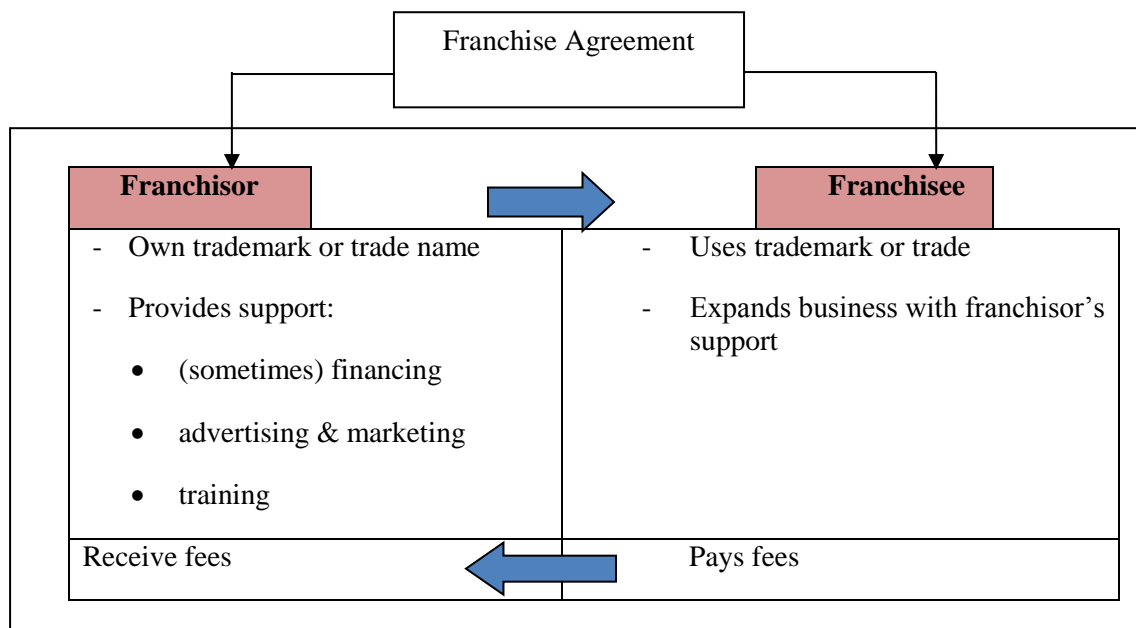 Franchise Agreement
Franchisor
Franchisee
- Own trademark or trade name
- Provides support:
• (sometimes) financing
• advertising & marketing
• training
- Uses trademark or trade
- Expands business with franchisor’s
support
Receive fees
Pays fees